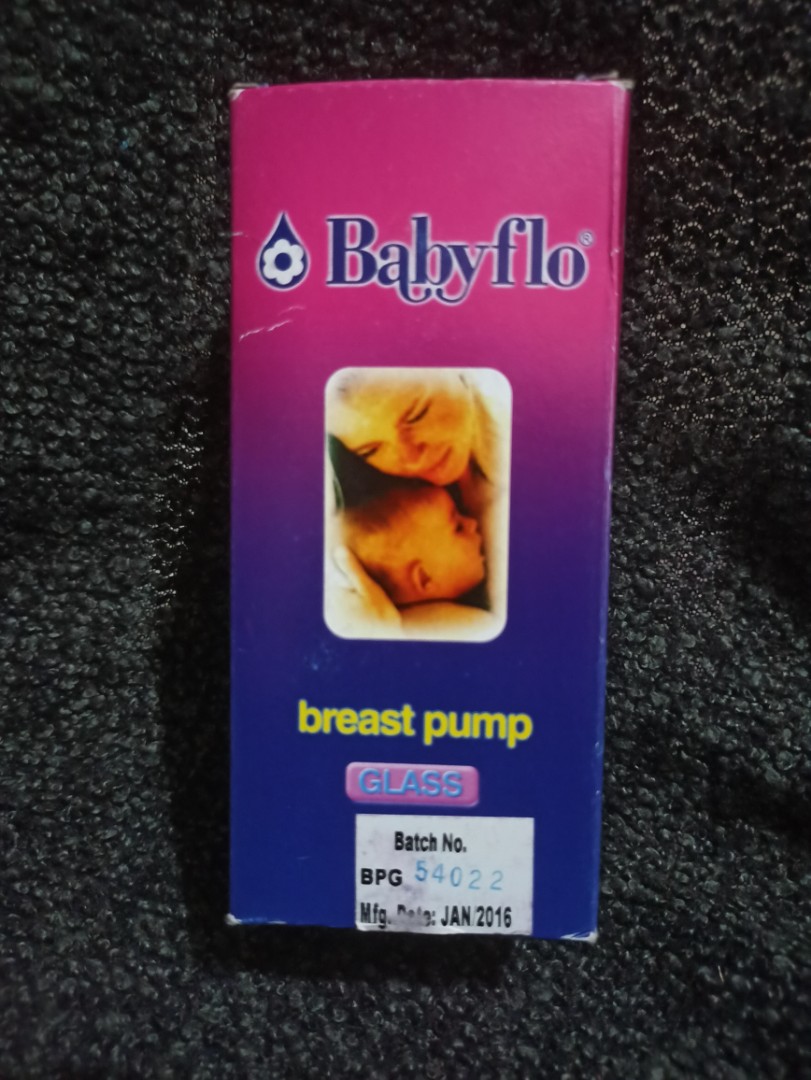 Babyflo®
breast pump
GLASS
Batch No.
BPG 54022
Mfg. Date: JAN 2016